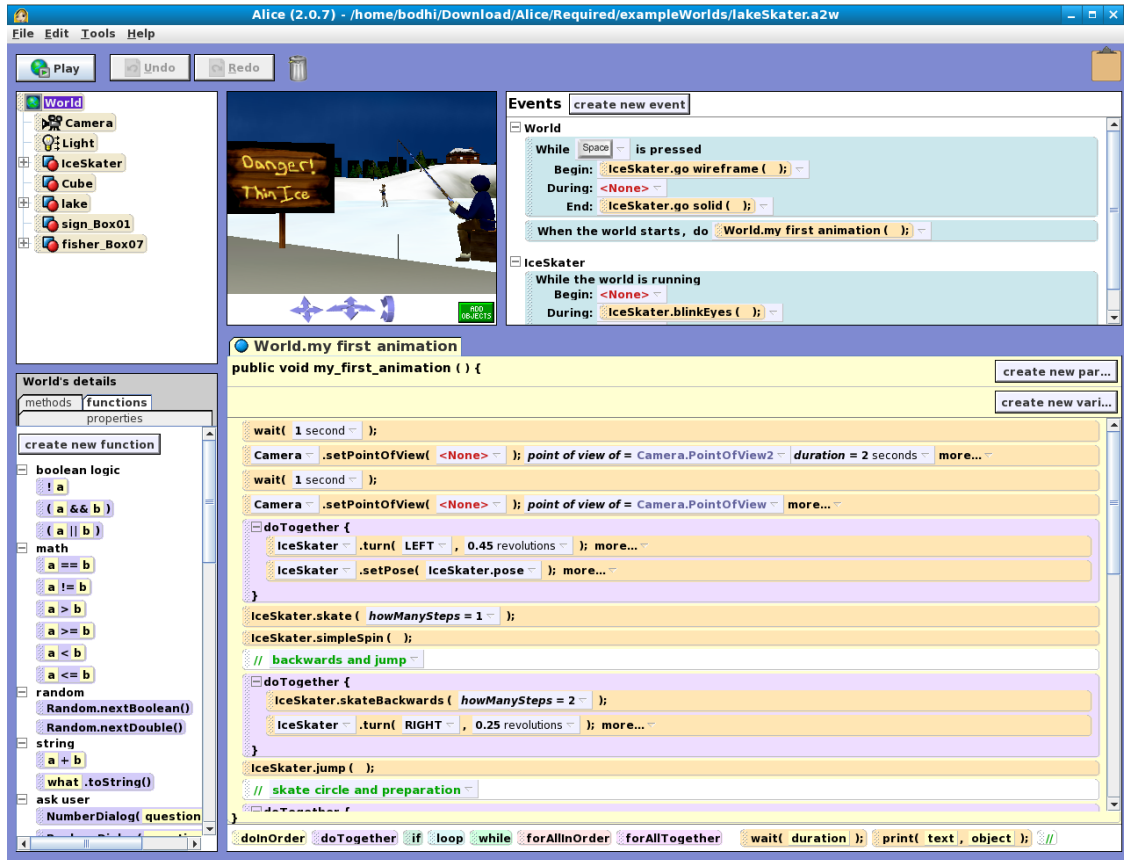 Alice (2.0.7) - /home/bodhi/Download/Alice/Required/exampleWorlds/lakeSkater.a2w
File Edit Tools Help
Play Undo Redo
World
Camera
Light
IceSkater
Cube
lake
sign_Box01
fisher_Box07
Danger!
Thin Ice
ADD
OBJECTS
Events create new event
World
While Space is pressed
Begin: IceSkater.go wireframe ( );
During: <None>
End: IceSkater.go solid ( );
When the world starts, do World.my first animation ( );
IceSkater
While the world is running
Begin: <None>
During: IceSkater.blinkEyes ( );
World's details
methods functions
properties
create new function
boolean logic
! a
( a && b )
( a || b )
math
a == b
a != b
a > b
a >= b
a < b
a <= b
random
Random.nextBoolean()
Random.nextDouble()
string
a + b
what .toString()
ask user
NumberDialog( question
World.my first animation
public void my_first_animation ( ) {
create new par...
create new vari...
wait( 1 second );
Camera .setPointOfView( <None> ); point of view of = Camera.PointOfView2 duration = 2 seconds more...
wait( 1 second );
Camera .setPointOfView( <None> ); point of view of = Camera.PointOfView more...
doTogether {
IceSkater .turn( LEFT , 0.45 revolutions ); more...
IceSkater .setPose( IceSkater.pose ); more...
}
IceSkater.skate ( howManySteps = 1 );
IceSkater.simpleSpin ( );
// backwards and jump
doTogether {
IceSkater.skateBackwards ( howManySteps = 2 );
IceSkater .turn( RIGHT , 0.25 revolutions ); more...
}
IceSkater.jump ( );
// skate circle and preparation
doTogether {
}
doInOrder doTogether if loop while forAllInOrder forAllTogether wait( duration ); print( text , object ); //